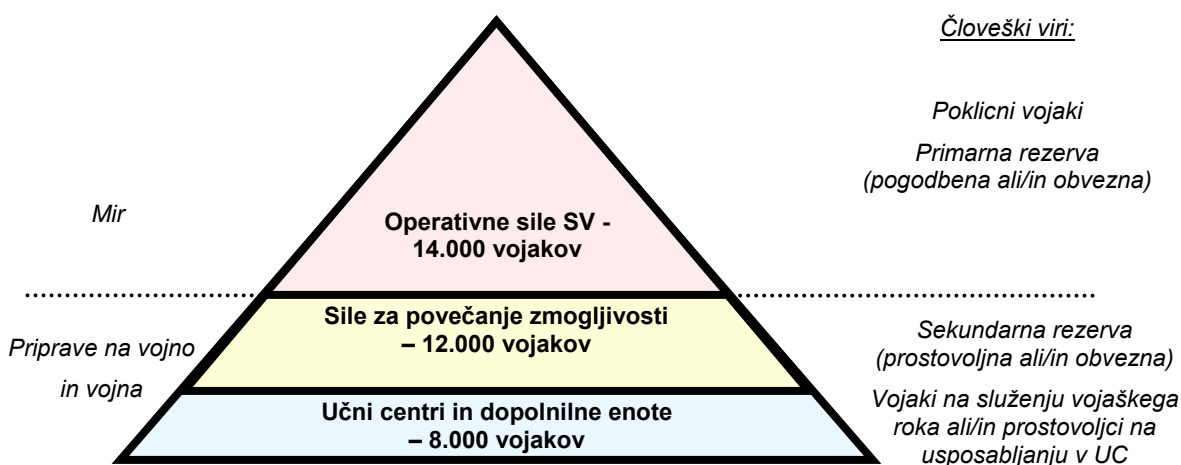 Človeški viri:
Poklicni vojaki
Primarna rezerva
(pogodbena ali/in obvezna)
Mir
Operativne sile SV -
14.000 vojakov
Sile za povečanje zmogljivosti
– 12.000 vojakov
Priprave na vojno
in vojna
Sekundarna rezerva
(prostovoljna ali/in obvezna)
Učni centri in dopolnilne enote
– 8.000 vojakov
Vojaki na služenju vojaškega
roka ali/in prostovoljci na
usposabljanju v UC